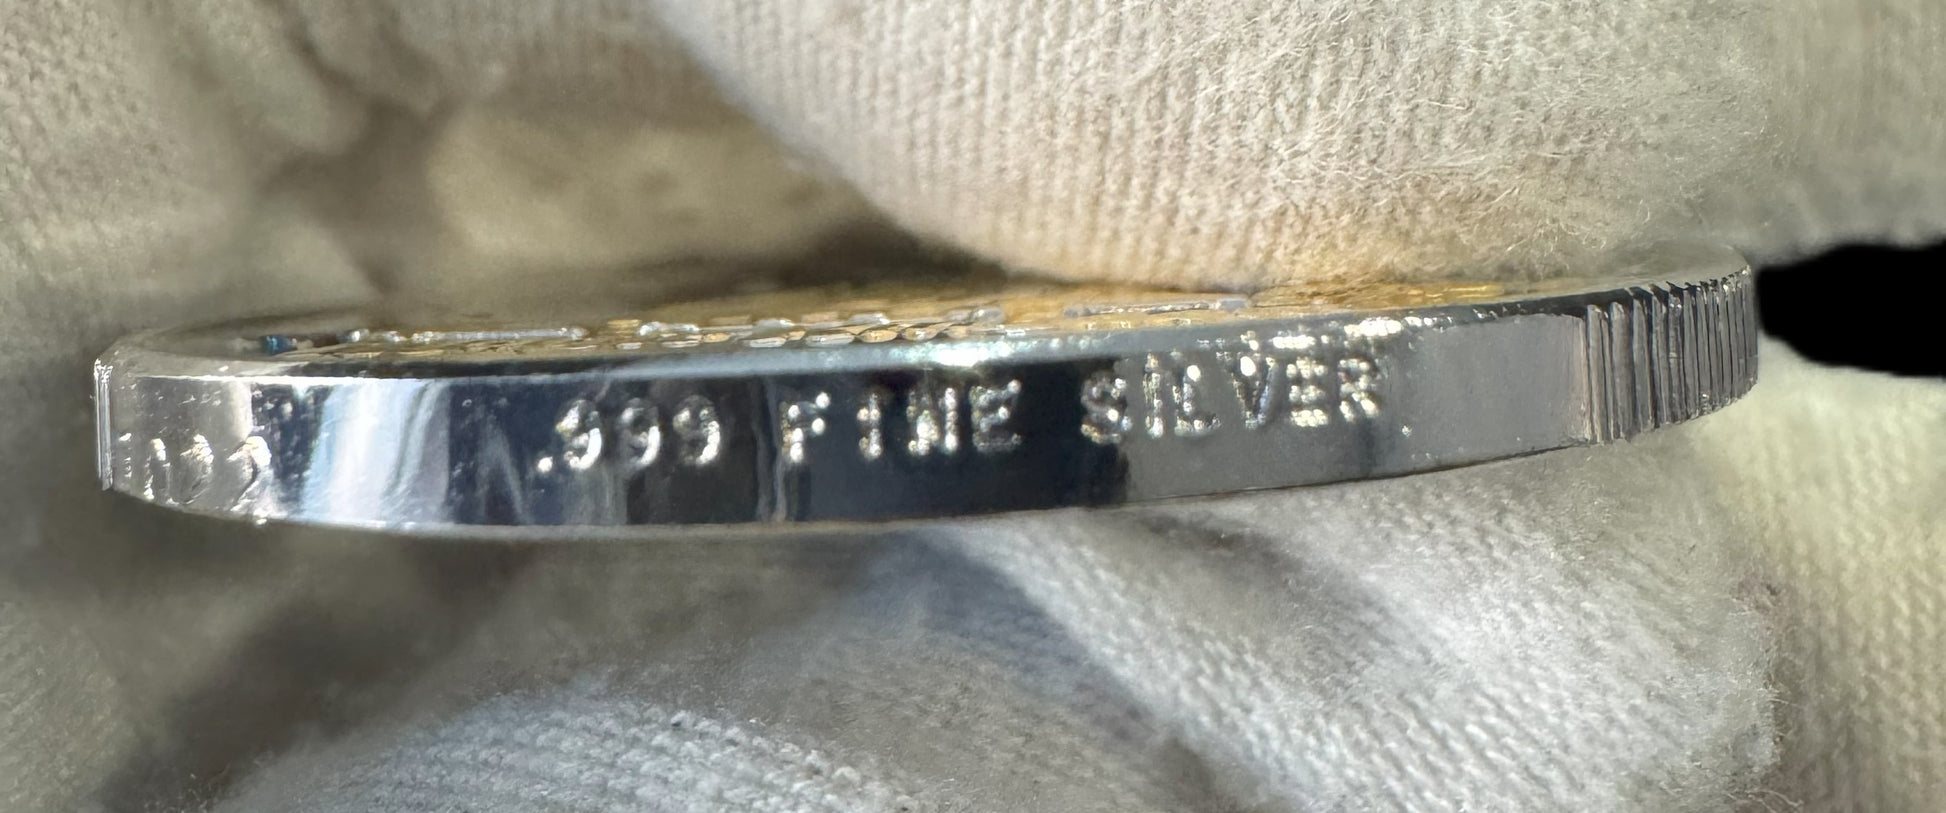 .999 FINE SILVER